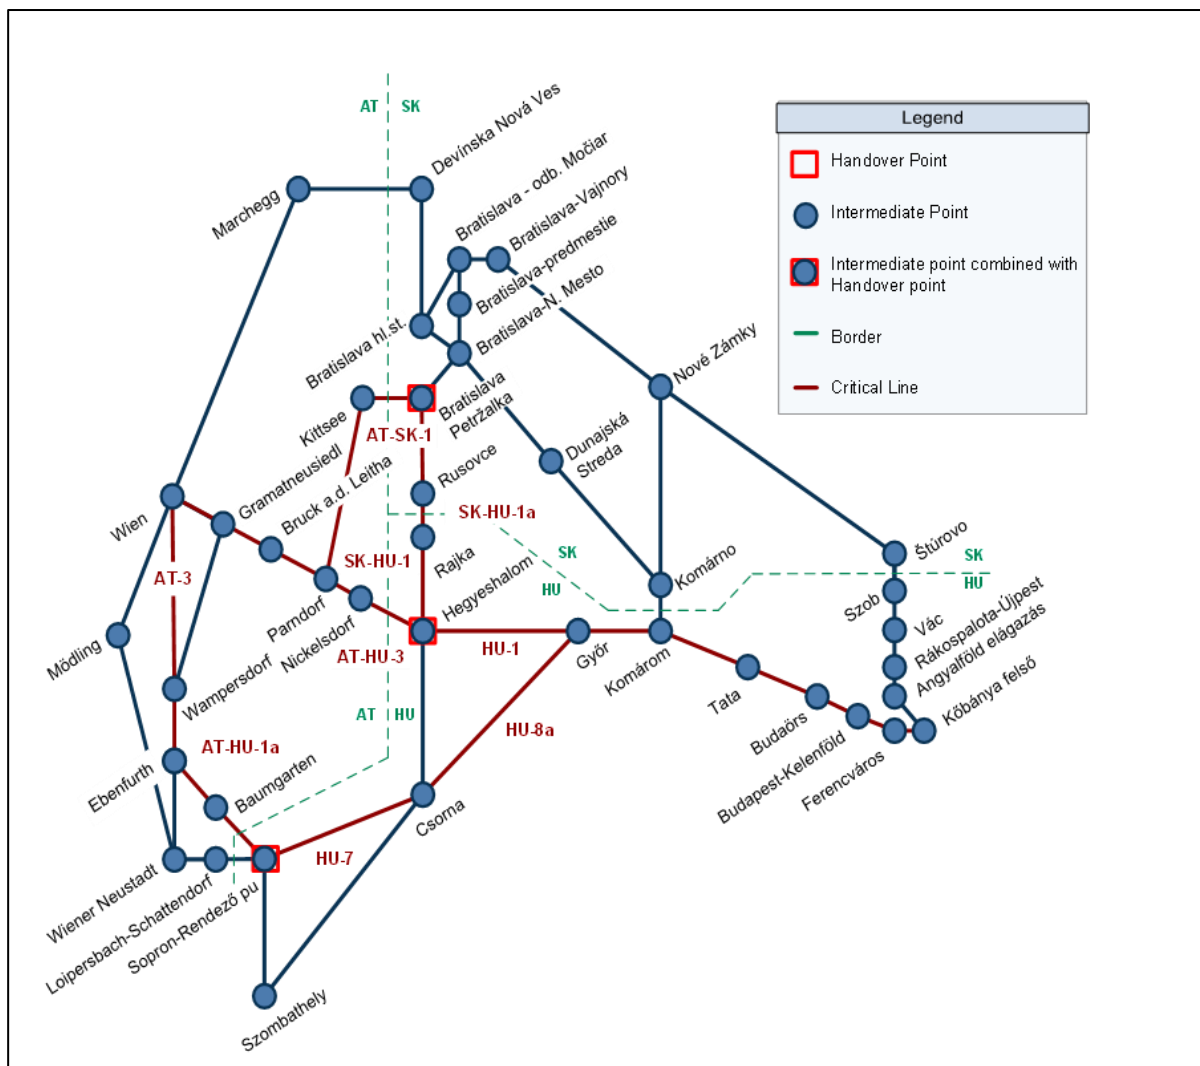 AT
SK
Devínska Nová Ves
Legend
Handover Point
Intermediate Point
Intermediate point combined with
Handover point
Border
Critical Line
Marchegg
Bratislava - odb. Močiar
Bratislava-Vajnory
Bratislava-predmestie
Bratislava-N. Mesto
Bratislava hl.st.
Nové Zámky
Kittsee
Bratislava
Petržalka
AT-SK-1
Dunajská
Streda
Gramatneusiedl
Bruck a.d. Leitha
Rusovce
Wien
SK-HU-1a
SK-HU-1
SK
HU
Rajka
Komárno
Štúrovo
SK
HU
AT-3
Parndorf
Nickelsdorf
Hegyeshalom
Szob
Vác
Rákospalota-Újpest
Angyalföld elágazás
Mödling
AT-HU-3
HU-1
Győr
Komárom
Tata
Kőbánya felső
Wampersdorf
AT
HU
HU-8a
Budaörs
Budapest-Kelenföld
Ferencváros
AT-HU-1a
Ebenfurth
Baumgarten
Csorna
HU-7
Wiener Neustadt
Loipersbach-Schattendorf
Sopron-Rendező pu
Szombathely